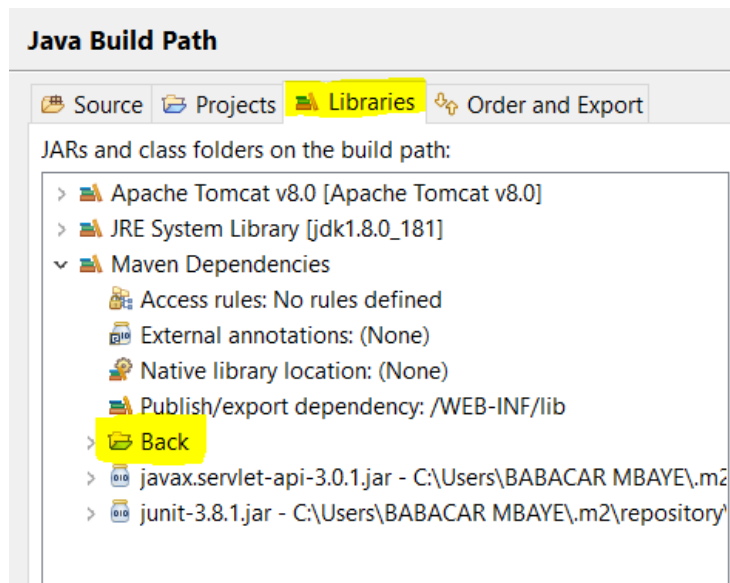 Java Build Path
Source Projects Libraries Order and Export
JARs and class folders on the build path:
Apache Tomcat v8.0 [Apache Tomcat v8.0]
JRE System Library [jdk1.8.0_181]
Maven Dependencies
Access rules: No rules defined
External annotations: (None)
Native library location: (None)
Publish/export dependency: /WEB-INF/lib
Back
javax.servlet-api-3.0.1.jar - C:\Users\BABACAR MBAYE\.m2
junit-3.8.1.jar - C:\Users\BABACAR MBAYE\.m2\repository\